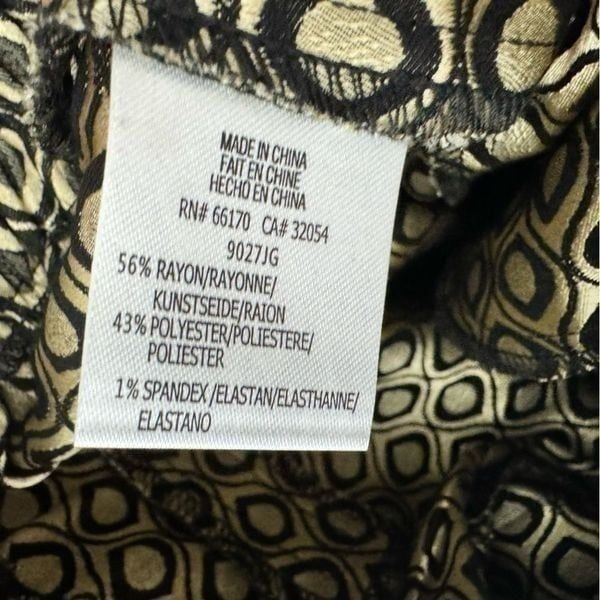 MADE IN CHINA
FAIT EN CHINE
HECHO EN CHINA
RN# 66170 CA# 32054
9027JG
56% RAYON/RAYONNE/
KUNSTSEIDE/RAION
43% POLYESTER/POLIESTERE/
POLIESTER
1% SPANDEX/ELASTAN/ELASTHANNE/
ELASTANO